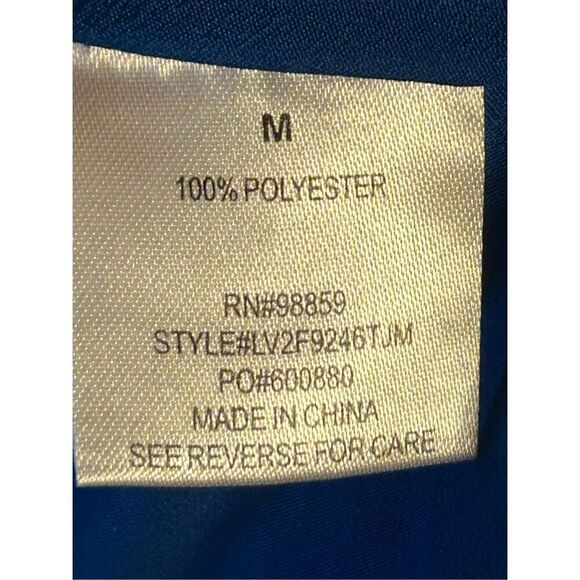 M
100% POLYESTER
RN#98859
STYLE#LV2F9246TJM
PO#600880
MADE IN CHINA
SEE REVERSE FOR CARE